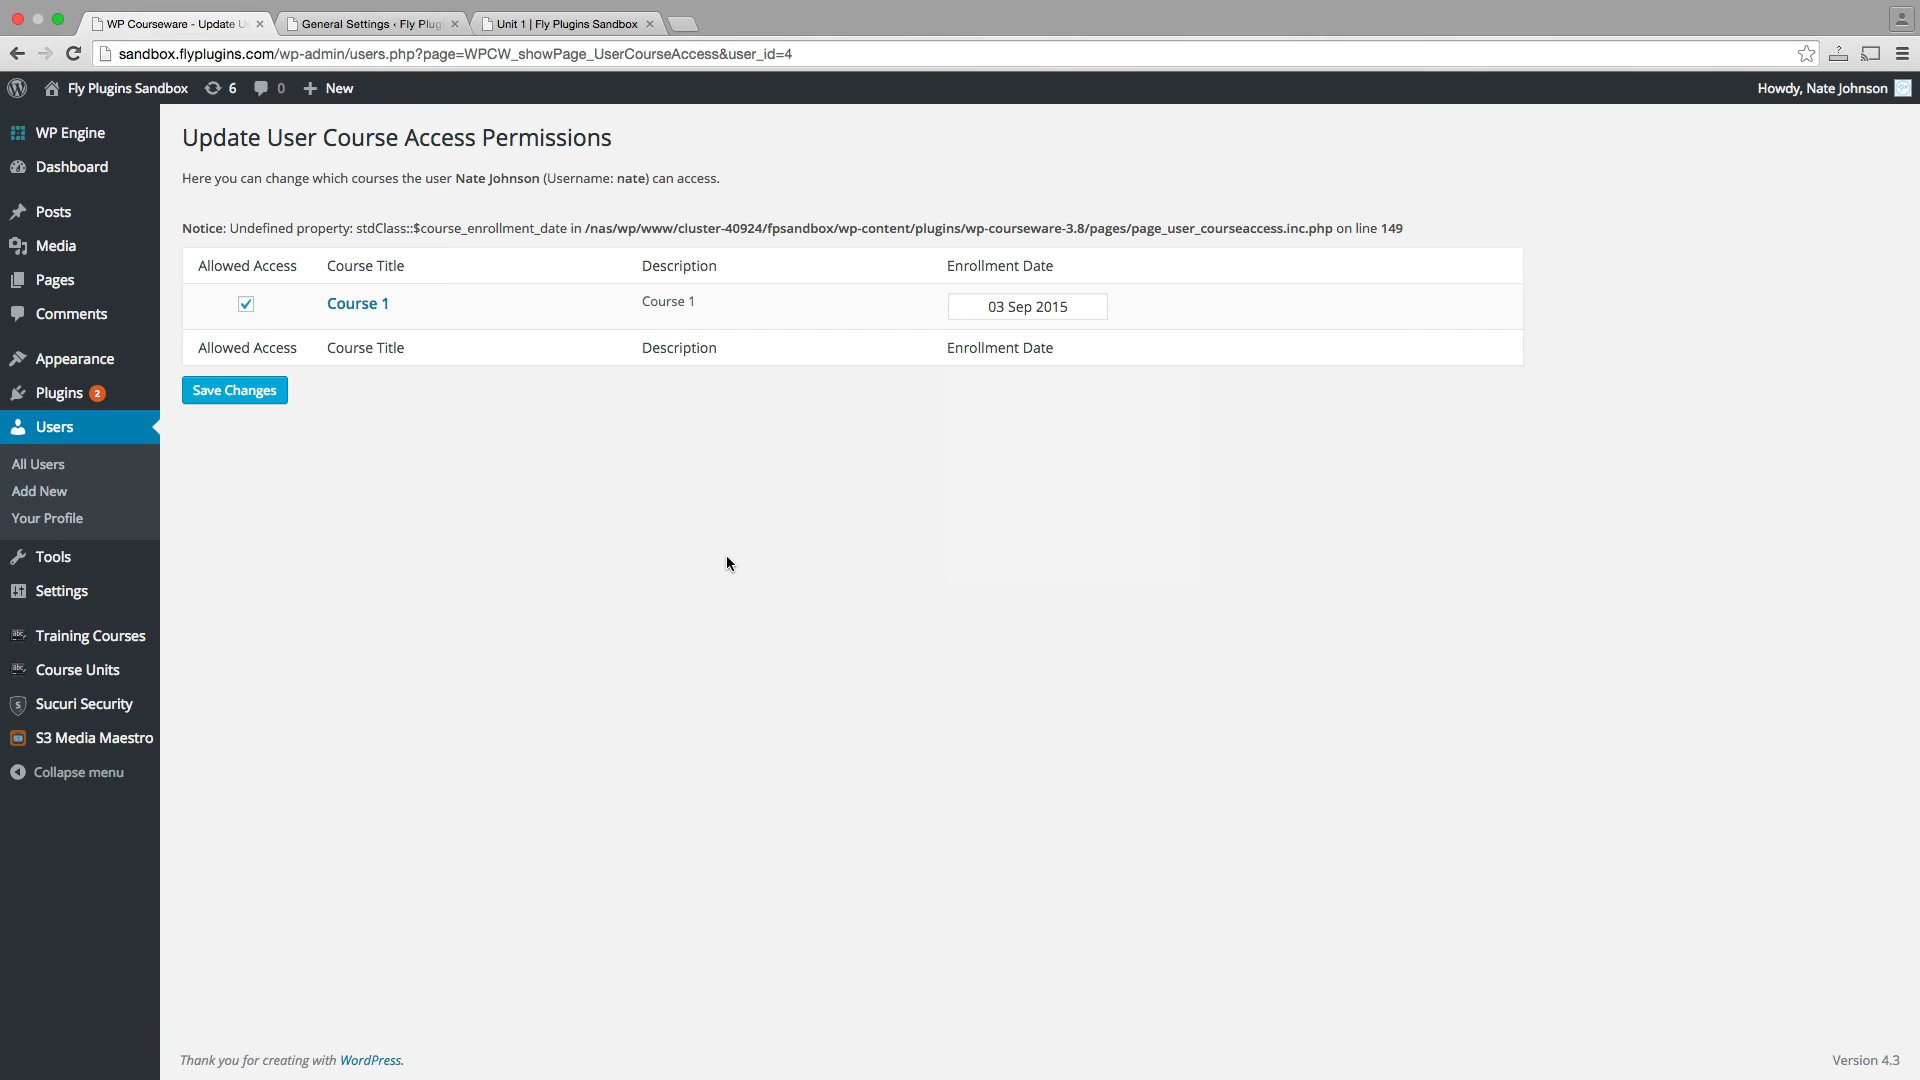 WP Courseware - Update U
General Settings ‹ Fly Plug
Unit 1 | Fly Plugins Sandbox
sandbox.flyplugins.com/wp-admin/users.php?page=WPCW_showPage_UserCourseAccess&user_id=4
Fly Plugins Sandbox 6 0 + New
Howdy, Nate Johnson
WP Engine
Dashboard
Posts
Media
Pages
Comments
Appearance
Plugins 2
Users
All Users
Add New
Your Profile
Tools
Settings
Training Courses
Course Units
Sucuri Security
S3 Media Maestro
Collapse menu
Update User Course Access Permissions
Here you can change which courses the user Nate Johnson (Username: nate) can access.
Notice: Undefined property: stdClass::$course_enrollment_date in /nas/wp/www/cluster-40924/fpsandbox/wp-content/plugins/wp-courseware-3.8/pages/page_user_courseaccess.inc.php on line 149
Allowed Access Course Title Description Enrollment Date
Course 1 Course 1 03 Sep 2015
Allowed Access Course Title Description Enrollment Date
Save Changes
Thank you for creating with WordPress.
Version 4.3